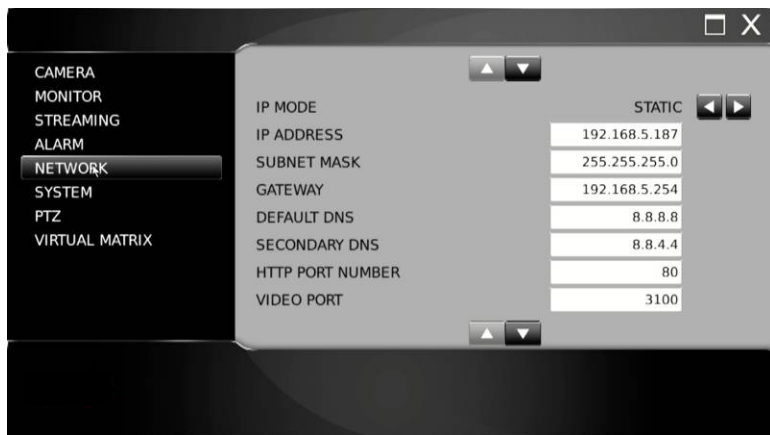 X
CAMERA
MONITOR
STREAMING
ALARM
NETWORK
SYSTEM
PTZ
VIRTUAL MATRIX
IP MODE STATIC
IP ADDRESS 192.168.5.187
SUBNET MASK 255.255.255.0
GATEWAY 192.168.5.254
DEFAULT DNS 8.8.8.8
SECONDARY DNS 8.8.4.4
HTTP PORT NUMBER 80
VIDEO PORT 3100